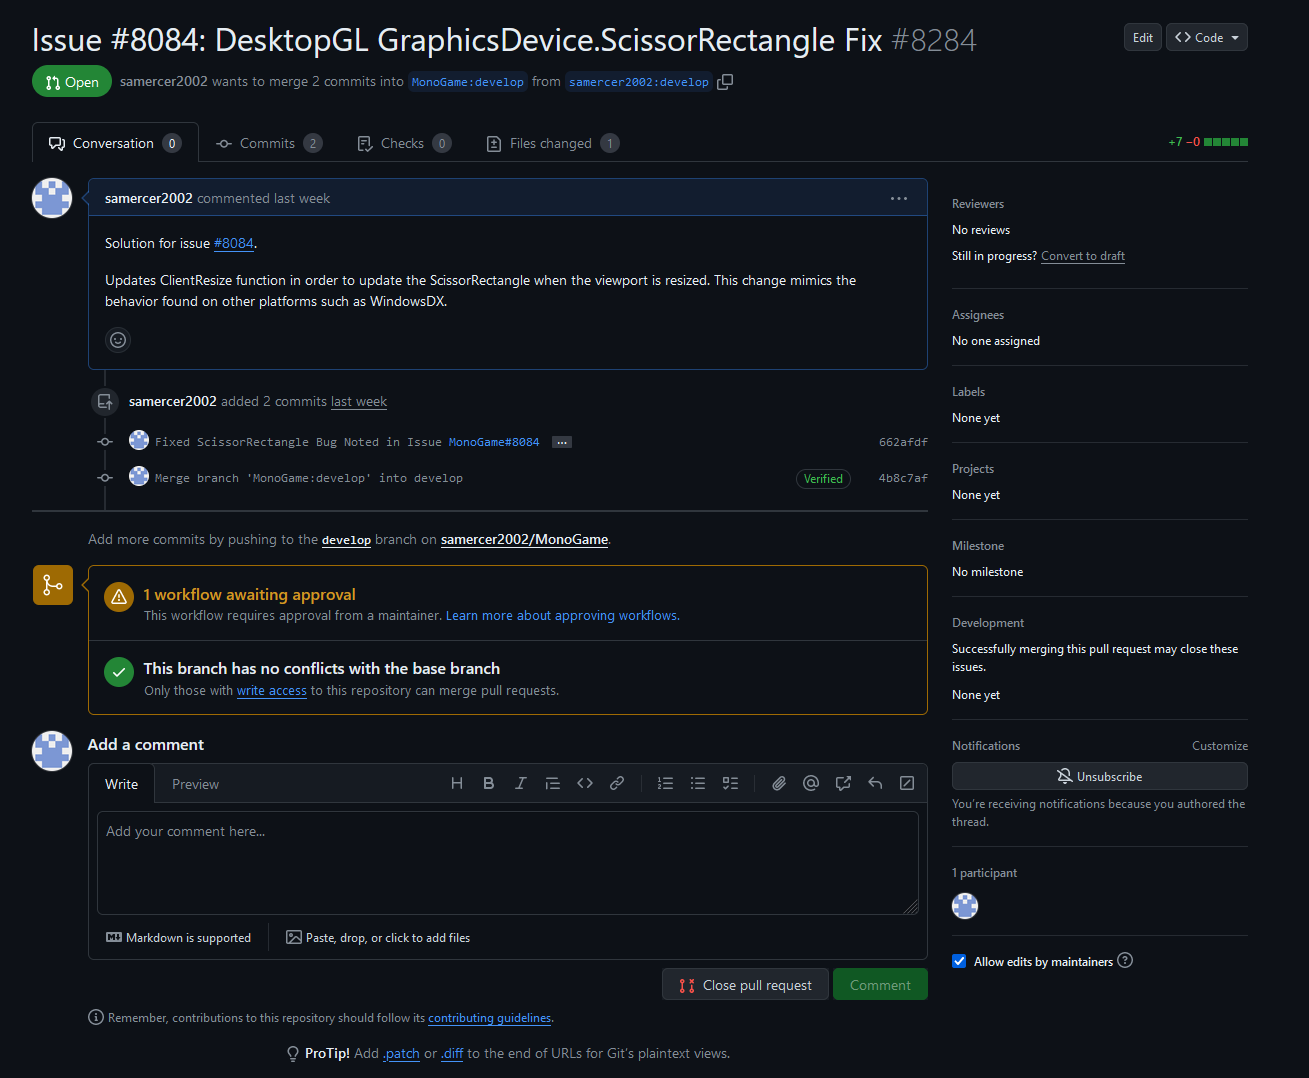 Issue #8084: DesktopGL GraphicsDevice.ScissorRectangle Fix #8284
Edit
Code
Open
samercer2002 wants to merge 2 commits into MonoGame:develop from samercer2002:develop
Conversation 0
Commits 2
Checks 0
Files changed 1
+7 −0
samercer2002 commented last week
Solution for issue #8084.
Updates ClientResize function in order to update the ScissorRectangle when the viewport is resized. This change mimics the
behavior found on other platforms such as WindowsDX.
samercer2002 added 2 commits last week
Fixed ScissorRectangle Bug Noted in Issue MonoGame#8084 ...
662afdf
Merge branch 'MonoGame:develop' into develop
Verified
4b8c7af
Add more commits by pushing to the develop branch on samercer2002/MonoGame.
1 workflow awaiting approval
This workflow requires approval from a maintainer. Learn more about approving workflows.
This branch has no conflicts with the base branch
Only those with write access to this repository can merge pull requests.
Add a comment
Write
Preview
Add your comment here...
Markdown is supported
Paste, drop, or click to add files
Close pull request
Comment
Remember, contributions to this repository should follow its contributing guidelines.
ProTip! Add .patch or .diff to the end of URLs for Git's plaintext views.
Reviewers
No reviews
Still in progress? Convert to draft
Assignees
No one assigned
Labels
None yet
Projects
None yet
Milestone
No milestone
Development
Successfully merging this pull request may close these
issues.
None yet
Notifications
Customize
Unsubscribe
You're receiving notifications because you authored the
thread.
1 participant
Allow edits by maintainers